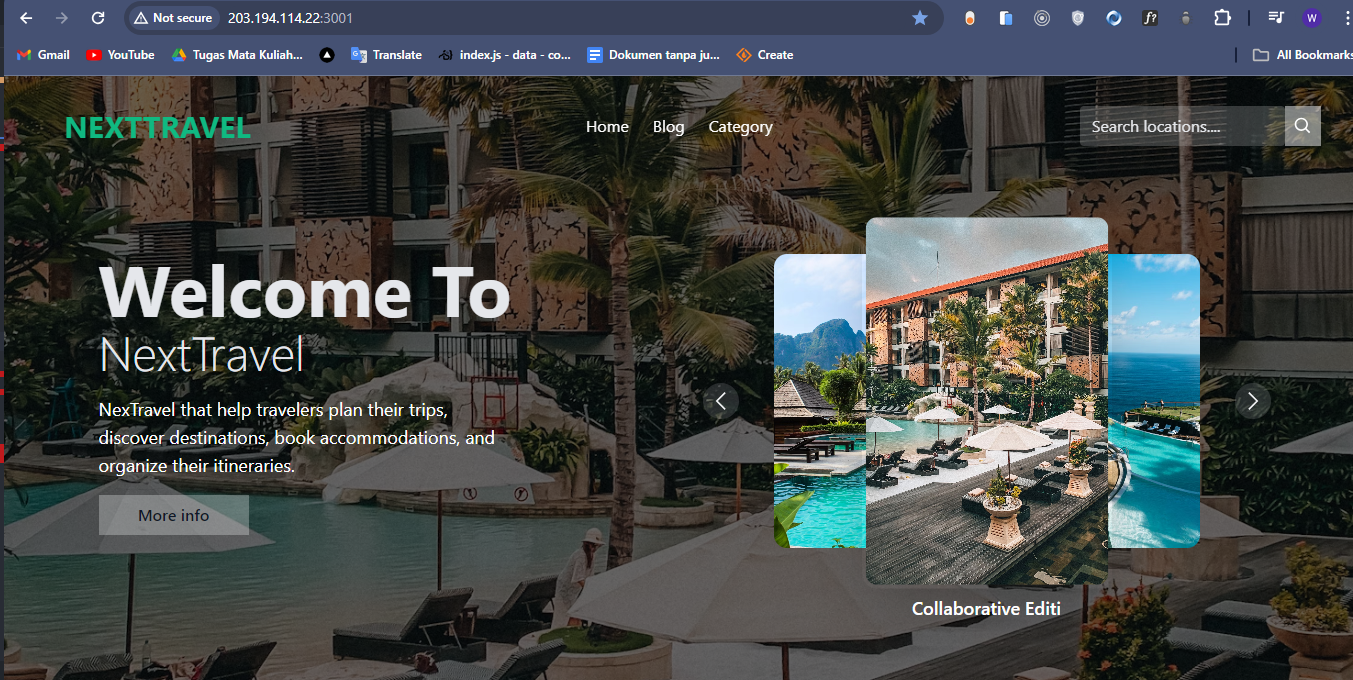 Not secure
203.194.114.22:3001
f?
W
Gmail
YouTube
Tugas Mata Kuliah...
Translate
index.js - data - co...
Dokumen tanpa ju...
Create
All Bookmarks
NEXTTRAVEL
Home
Blog
Category
Search locations....
Welcome To
NextTravel
NexTravel that help travelers plan their trips,
discover destinations, book accommodations, and
organize their itineraries.
More info
Collaborative Editi